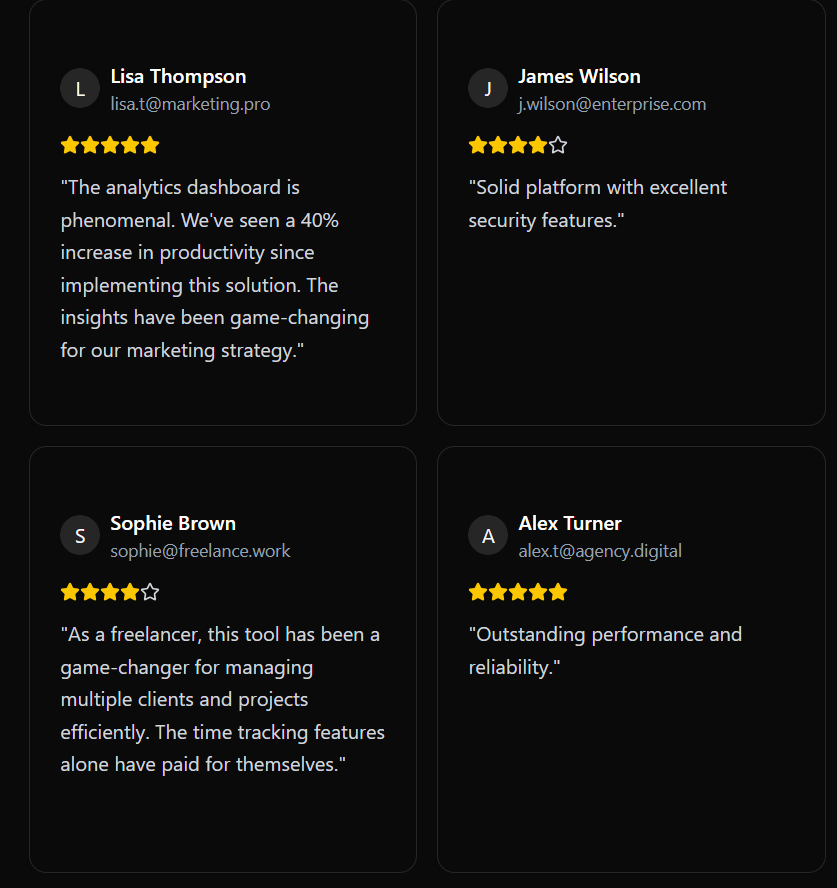 L
Lisa Thompson
lisa.t@marketing.pro
"The analytics dashboard is
phenomenal. We've seen a 40%
increase in productivity since
implementing this solution. The
insights have been game-changing
for our marketing strategy."
J
James Wilson
j.wilson@enterprise.com
"Solid platform with excellent
security features."
S
Sophie Brown
sophie@freelance.work
"As a freelancer, this tool has been a
game-changer for managing
multiple clients and projects
efficiently. The time tracking features
alone have paid for themselves."
A
Alex Turner
alex.t@agency.digital
"Outstanding performance and
reliability."